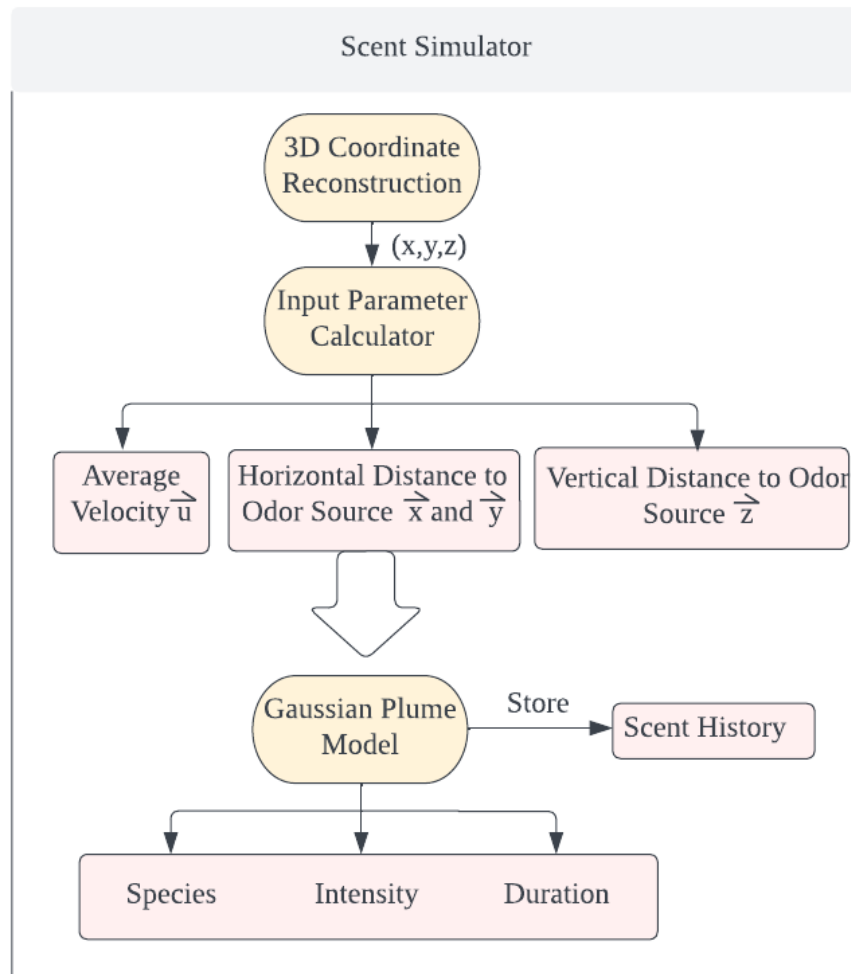 Scent Simulator
3D Coordinate
Reconstruction
(x,y,z)
Input Parameter
Calculator
Average
Velocity u⃗
Horizontal Distance to
Odor Source x⃗ and y⃗
Vertical Distance to Odor
Source z⃗
Gaussian Plume
Model
Store
Scent History
Species
Intensity
Duration